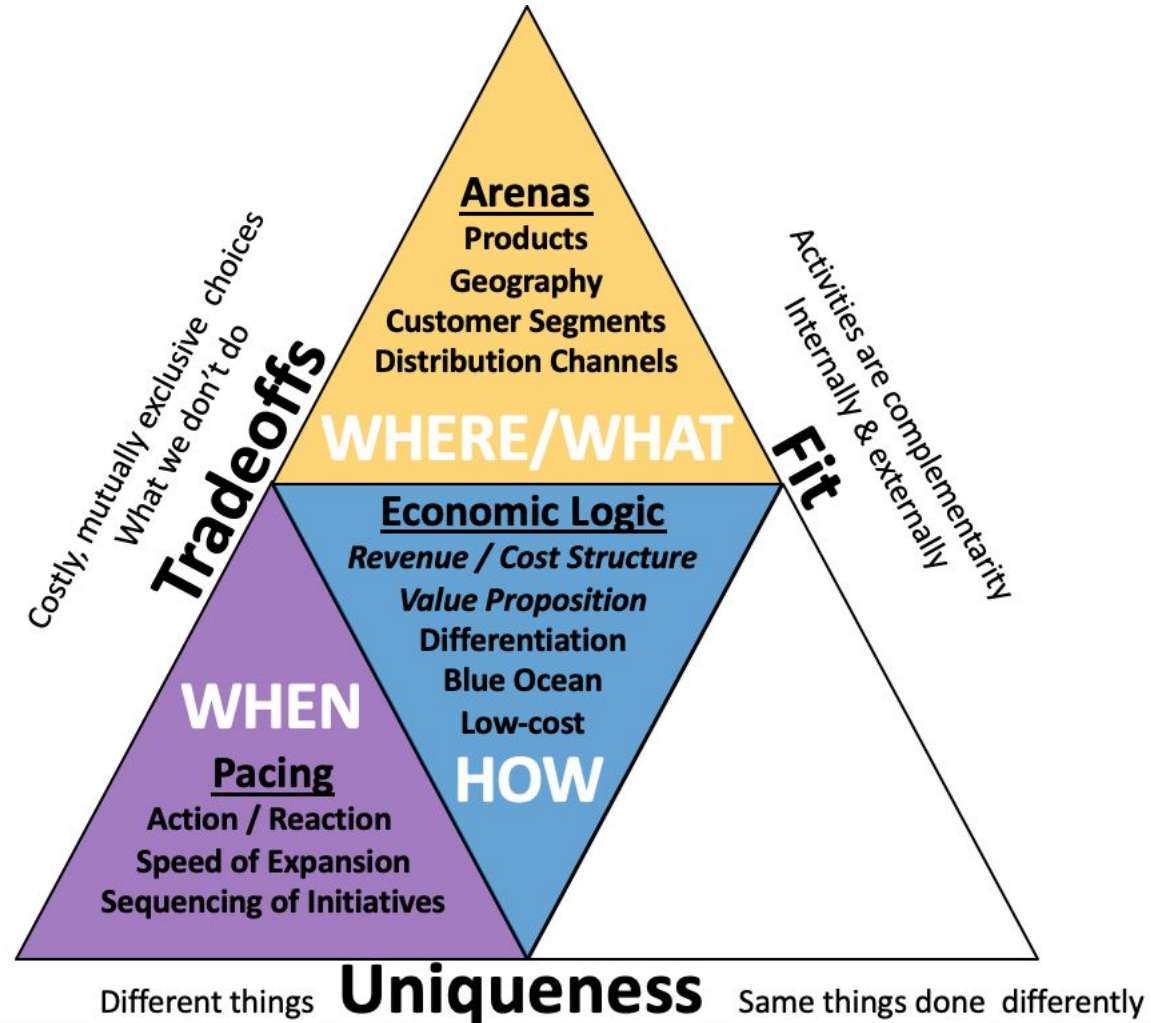 Arenas
Products
Geography
Customer Segments
Distribution Channels
WHERE/WHAT
Costly, mutually exclusive choices
What we don't do
Tradeoffs
Activities are complementarity
Internally & externally
Fit
Economic Logic
Revenue / Cost Structure
Value Proposition
Differentiation
Blue Ocean
Low-cost
HOW
WHEN
Pacing
Action / Reaction
Speed of Expansion
Sequencing of Initiatives
Different things
Uniqueness
Same things done differently